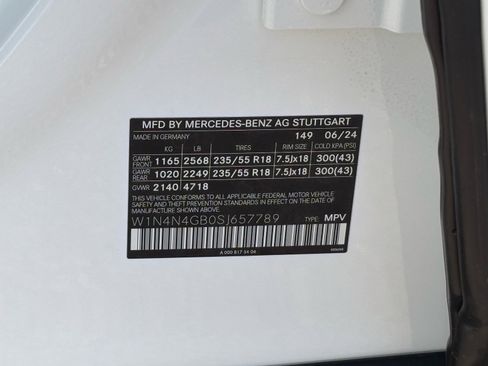 MFD BY MERCEDES-BENZ AG STUTTGART
MADE IN GERMANY 149 06/24
KG LB TIRE SIZE RIM SIZE COLD KPA (PSI)
GAWR FRONT 1165 2568 235/55 R18 7.5Jx18 300(43)
GAWR REAR 1020 2249 235/55 R18 7.5Jx18 300(43)
GVWR 2140 4718
THIS VEHICLE CONFORMS TO ALL APPLICABLE FEDERAL MOTOR VEHICLE
SAFETY, BUMPER, AND THEFT PREVENTION STANDARDS IN
EFFECT ON THE DATE OF MANUFACTURE SHOWN ABOVE.
W1N4N4GB0SJ657789 TYPE: MPV
A 000 817 54 06